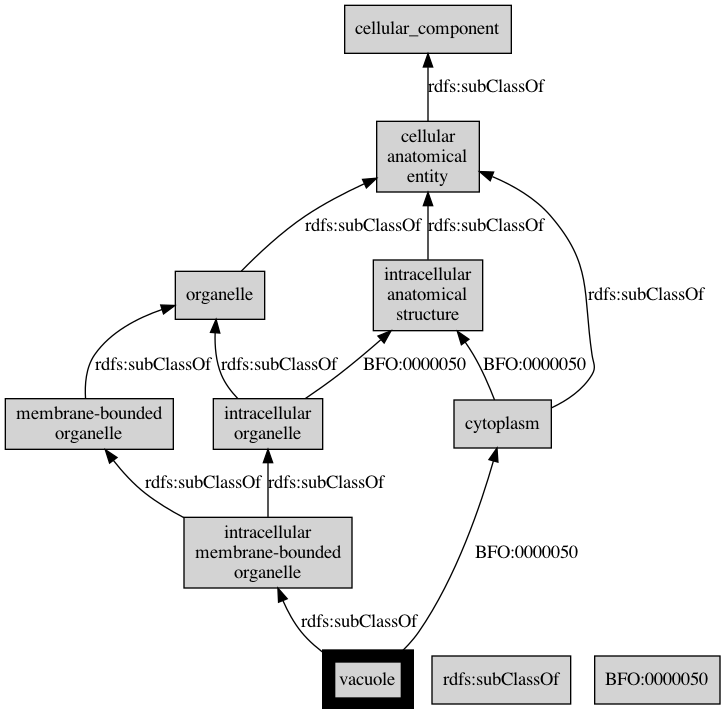 cellular_component
rdfs:subClassOf
cellular
anatomical
entity
rdfs:subClassOf
rdfs:subClassOf
intracellular
anatomical
structure
organelle
rdfs:subClassOf
rdfs:subClassOf
rdfs:subClassOf
BFO:0000050
BFO:0000050
membrane-bounded
organelle
intracellular
organelle
cytoplasm
rdfs:subClassOf
rdfs:subClassOf
intracellular
membrane-bounded
organelle
BFO:0000050
rdfs:subClassOf
vacuole
rdfs:subClassOf
BFO:0000050